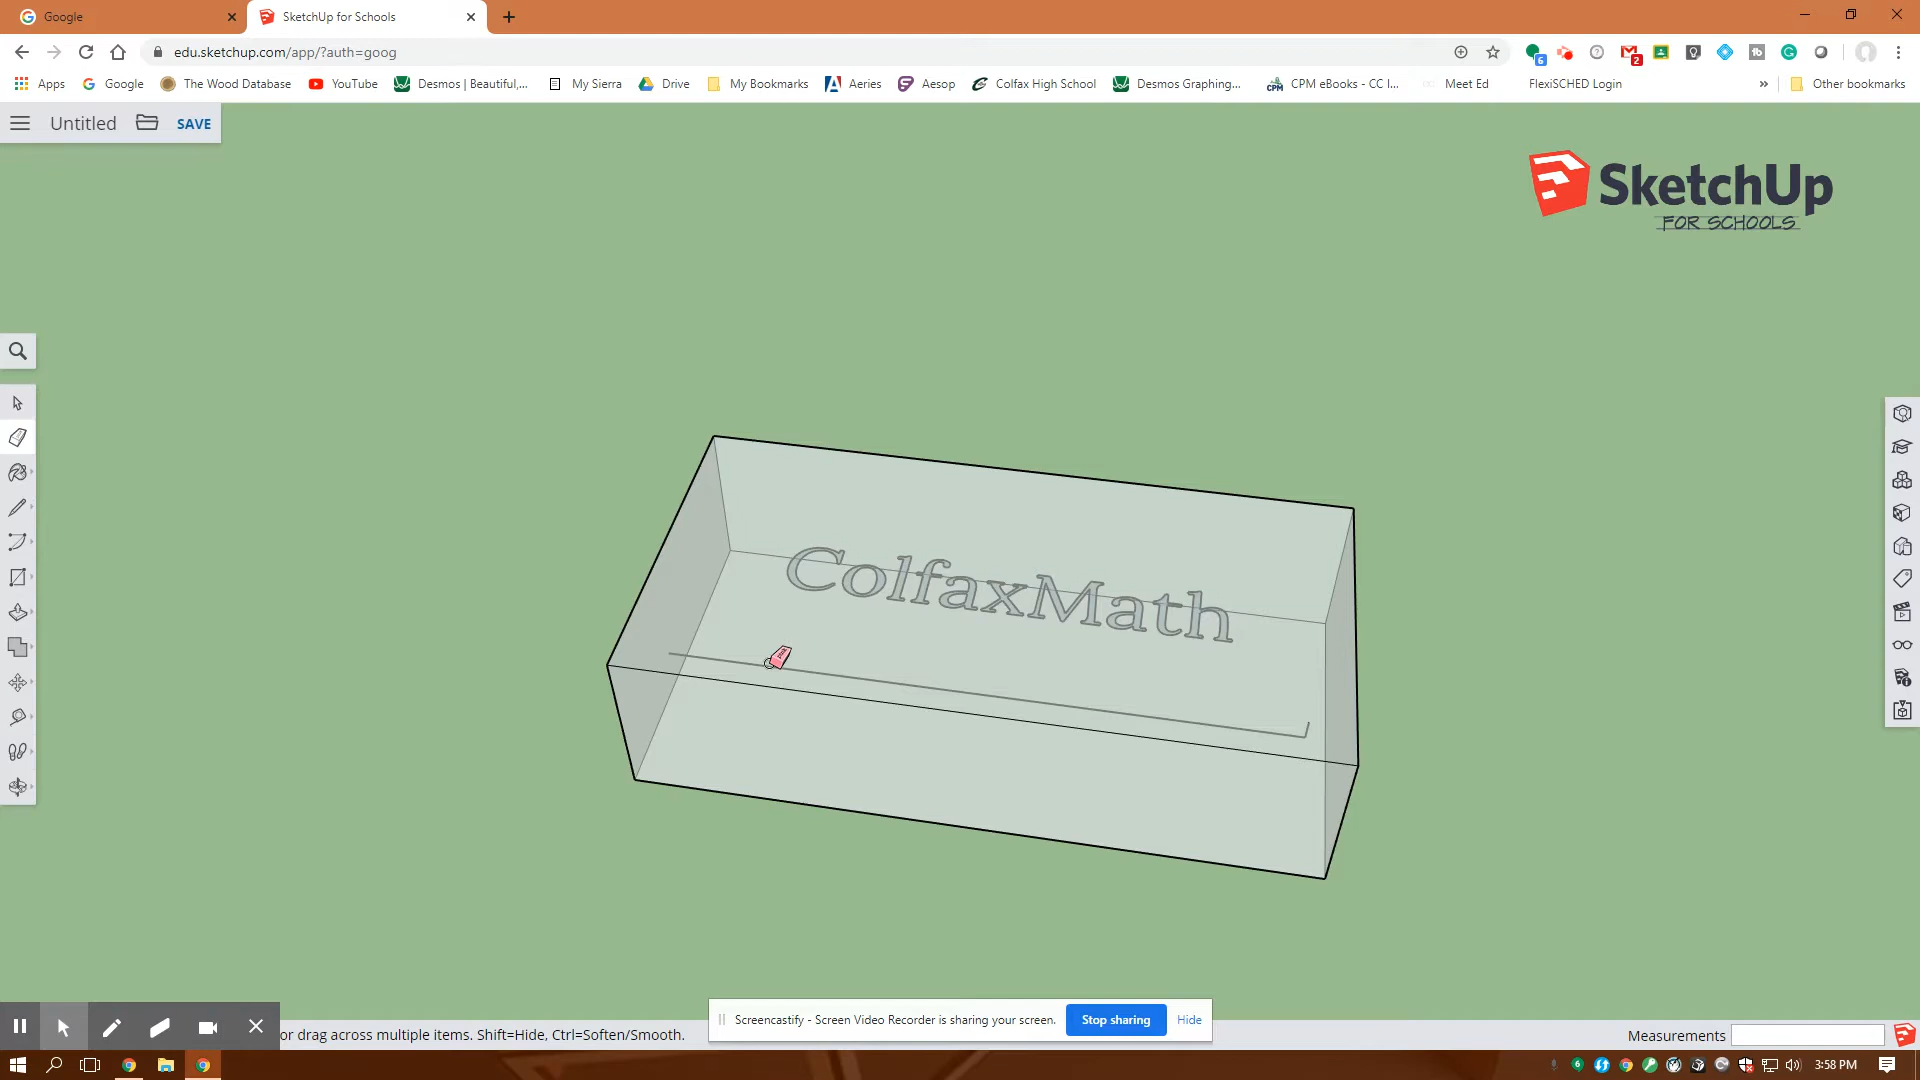 Google
SketchUp for Schools
edu.sketchup.com/app/?auth=goog
6
2
Apps
Google
The Wood Database
YouTube
Desmos | Beautiful,...
My Sierra
Drive
My Bookmarks
Aeries
Aesop
Colfax High School
Desmos Graphing...
CPM eBooks - CC I...
Meet Ed
FlexiSCHED Login
»
Other bookmarks
Untitled
SAVE
SketchUp
FOR SCHOOLS
ColfaxMath
or drag across multiple items. Shift=Hide, Ctrl=Soften/Smooth.
Screencastify - Screen Video Recorder is sharing your screen.
Stop sharing
Hide
Measurements
3:58 PM